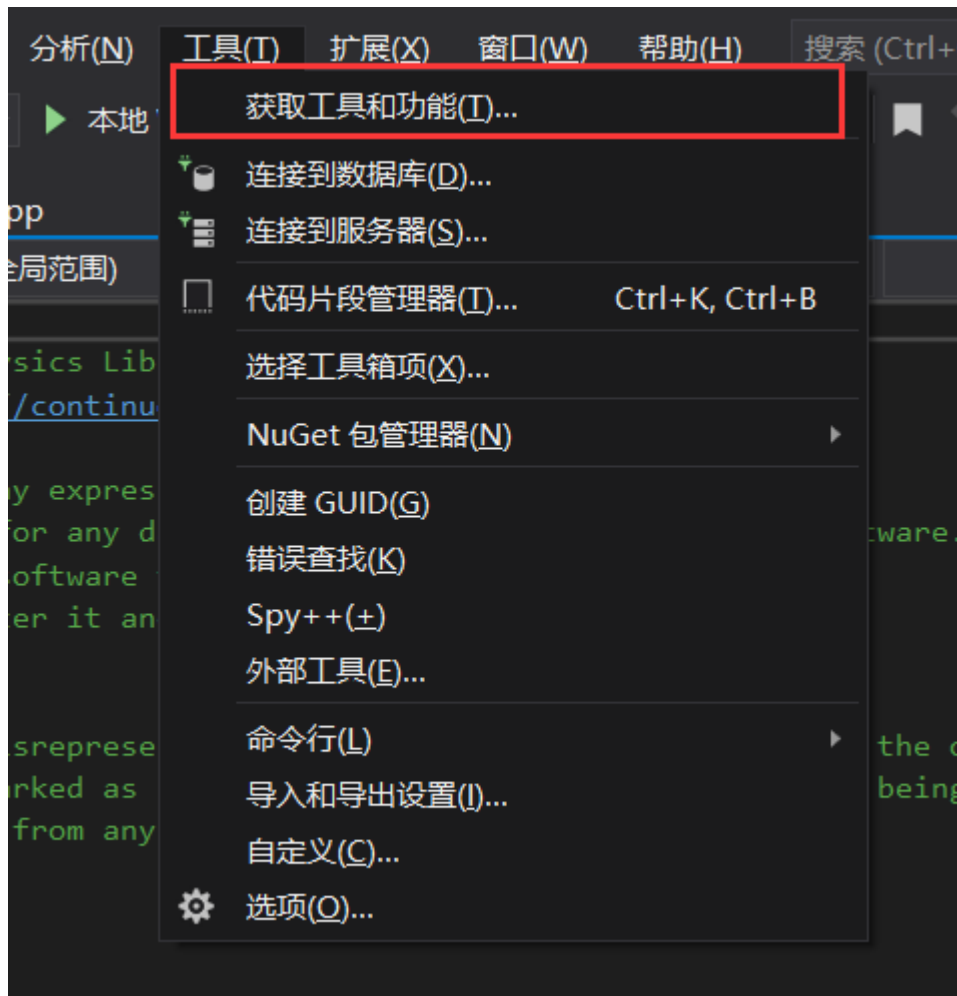 分析(N) 工具(T) 扩展(X) 窗口(W) 帮助(H) 搜索 (Ctrl+
本地
获取工具和功能(T)...
连接到数据库(D)...
pp
连接到服务器(S)...
全局范围)
代码片段管理器(T)... Ctrl+K, Ctrl+B
sics Lib
选择工具箱项(X)...
//continu
NuGet 包管理器(N)
y expres
创建 GUID(G)
for any d tware.
错误查找(K)
software
Spy++(+)
ter it an
外部工具(E)...
命令行(L)
isreprese the
arked as being
导入和导出设置(I)...
from any
自定义(C)...
选项(O)...